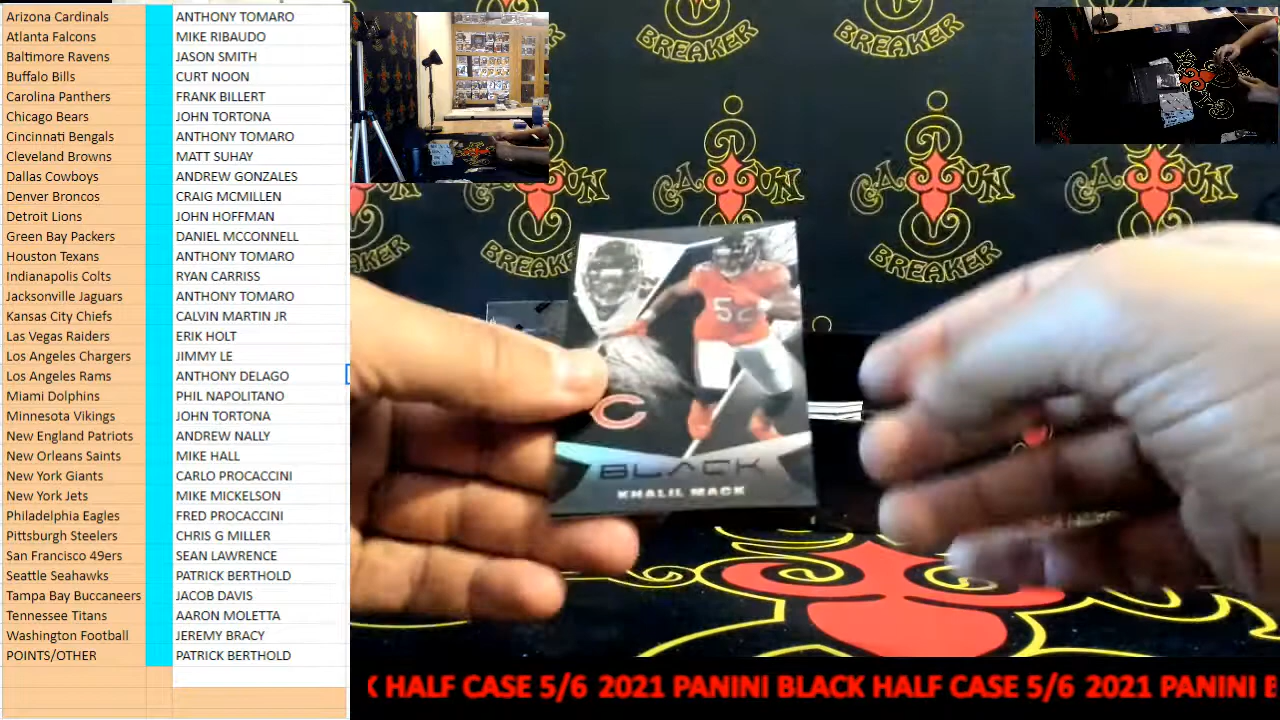 Arizona Cardinals ANTHONY TOMARO
Atlanta Falcons MIKE RIBAUDO
Baltimore Ravens JASON SMITH
Buffalo Bills CURT NOON
Carolina Panthers FRANK BILLERT
Chicago Bears JOHN TORTONA
Cincinnati Bengals ANTHONY TOMARO
Cleveland Browns MATT SUHAY
Dallas Cowboys ANDREW GONZALES
Denver Broncos CRAIG MCMILLEN
Detroit Lions JOHN HOFFMAN
Green Bay Packers DANIEL MCCONNELL
Houston Texans ANTHONY TOMARO
Indianapolis Colts RYAN CARRISS
Jacksonville Jaguars ANTHONY TOMARO
Kansas City Chiefs CALVIN MARTIN JR
Las Vegas Raiders ERIK HOLT
Los Angeles Chargers JIMMY LE
Los Angeles Rams ANTHONY DELAGO
Miami Dolphins PHIL NAPOLITANO
Minnesota Vikings JOHN TORTONA
New England Patriots ANDREW NALLY
New Orleans Saints MIKE HALL
New York Giants CARLO PROCACCINI
New York Jets MIKE MICKELSON
Philadelphia Eagles FRED PROCACCINI
Pittsburgh Steelers CHRIS G MILLER
San Francisco 49ers SEAN LAWRENCE
Seattle Seahawks PATRICK BERTHOLD
Tampa Bay Buccaneers JACOB DAVIS
Tennessee Titans AARON MOLETTA
Washington Football JEREMY BRACY
POINTS/OTHER PATRICK BERTHOLD
BREAKER
BREAKER
CAJUN
BREAKER
CAJUN
BREAKER
CAJUN
BREAKER
BREAKER
52
C
BLACK
KHALIL MACK
K HALF CASE 5/6 2021 PANINI BLACK HALF CASE 5/6 2021 PANINI B